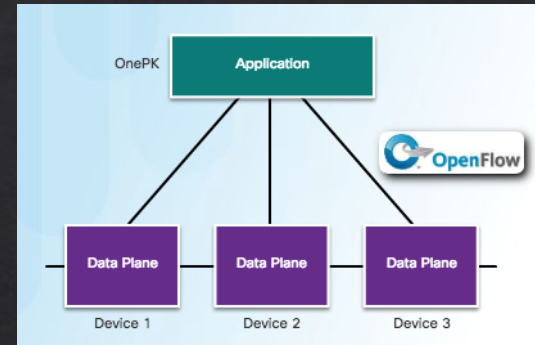 OnePK
Application
OpenFlow
Data Plane
Data Plane
Data Plane
Device 1
Device 2
Device 3